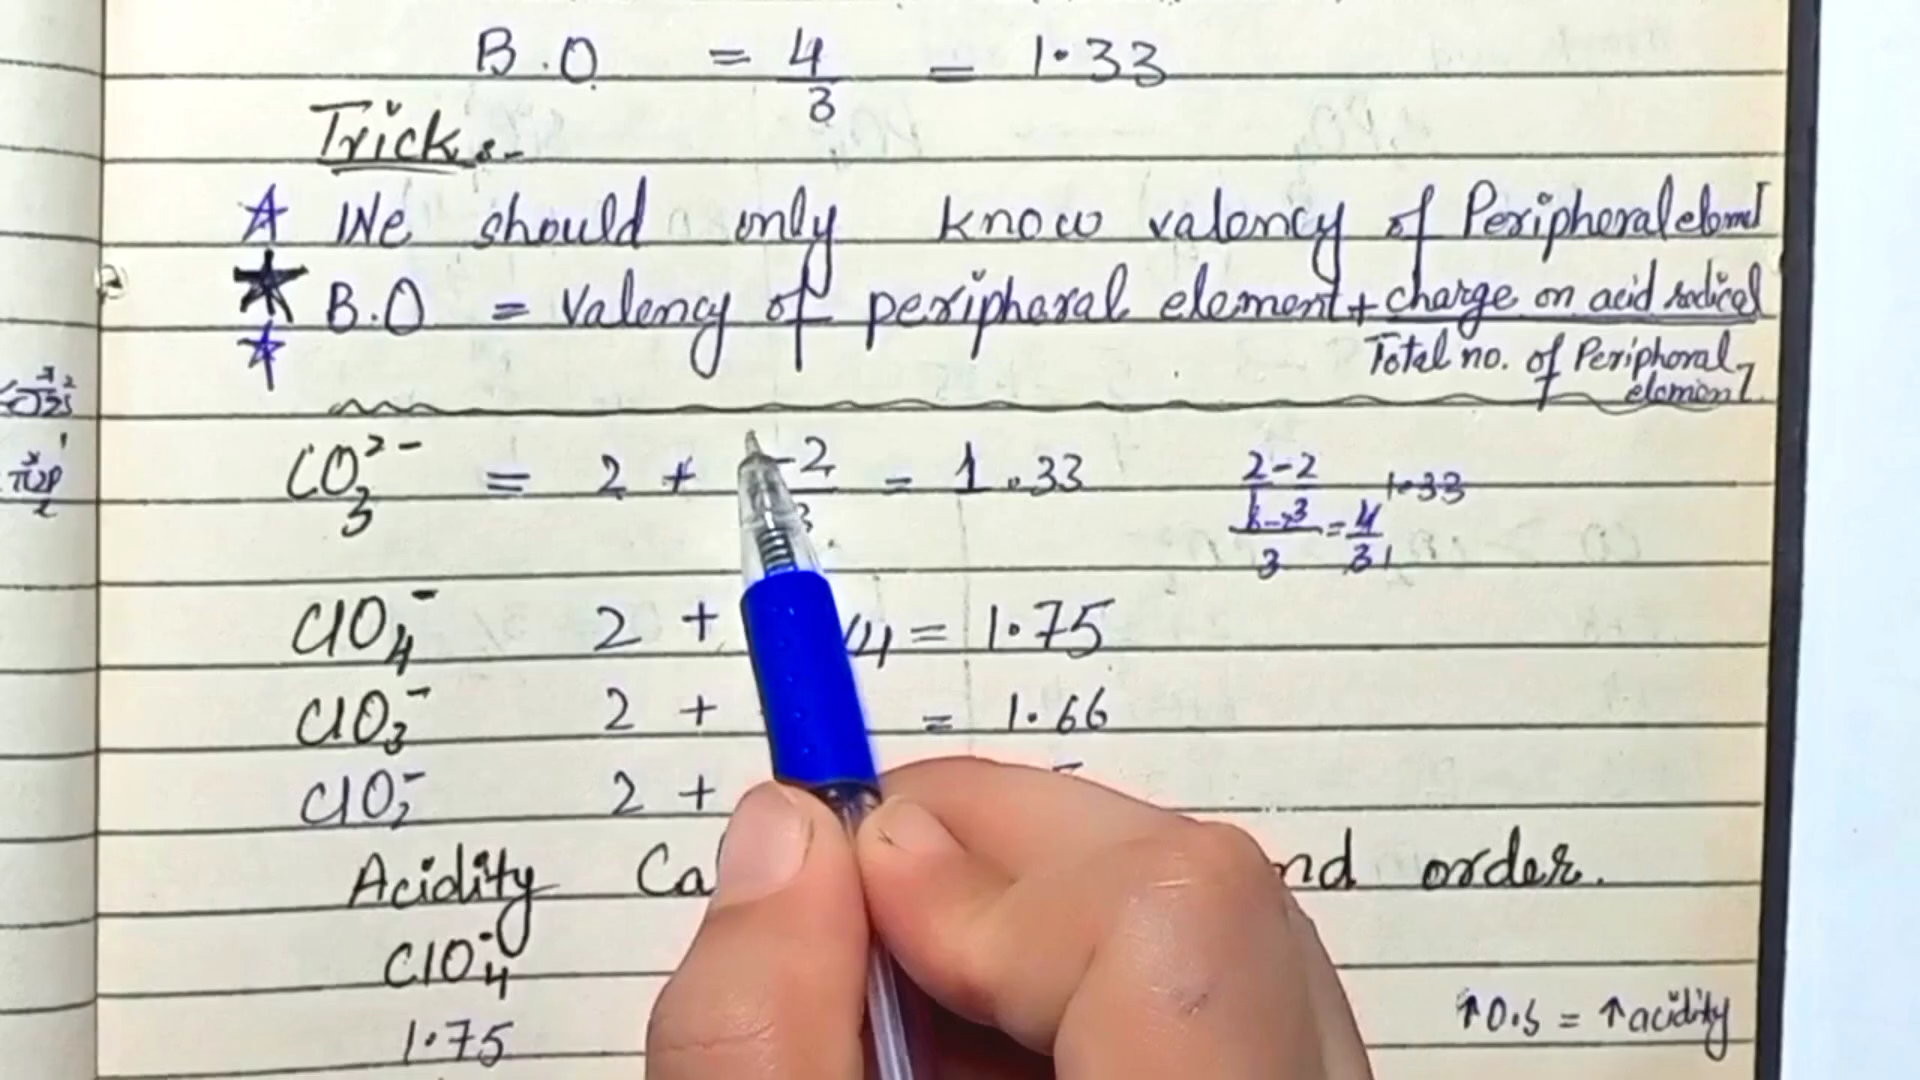 B.O = 4/3 = 1.33
Trick:-
We should only know valency of Peripheral element
B.O = Valency of peripheral element + charge on acid radical
Total no. of Peripheral element
CO3^2- = 2 + -2/3 = 1.33
2-2
6-2/3 = 4/3 1.33
ClO4^- 2 + /4 = 1.75
ClO3^- 2 + = 1.66
ClO2^- 2 +
Acidity order.
ClO4^-
1.75
↑O.S = ↑acidity